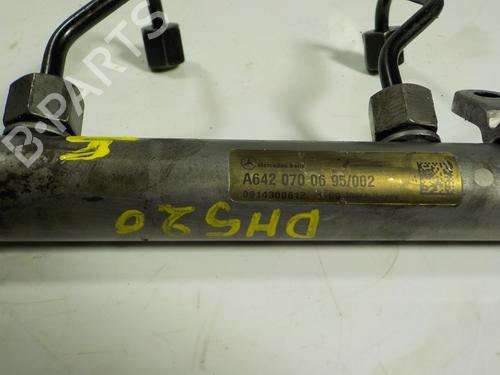 B-PARTS
Mercedes-Benz
A642 070 06 95/002
0914300612
DH520